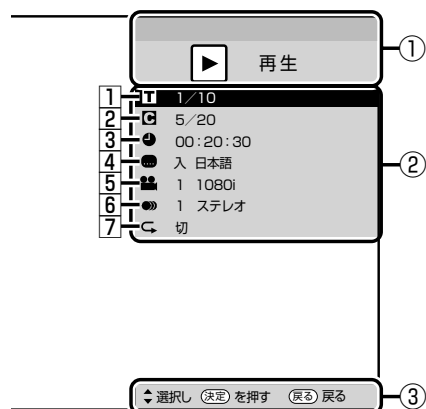 再生
①
1 T 1/10
2 C 5/20
3 00:20:30
4 入 日本語
5 1 1080i
6 1 ステレオ
7 切
②
選択し 決定 を押す 戻る 戻る
③